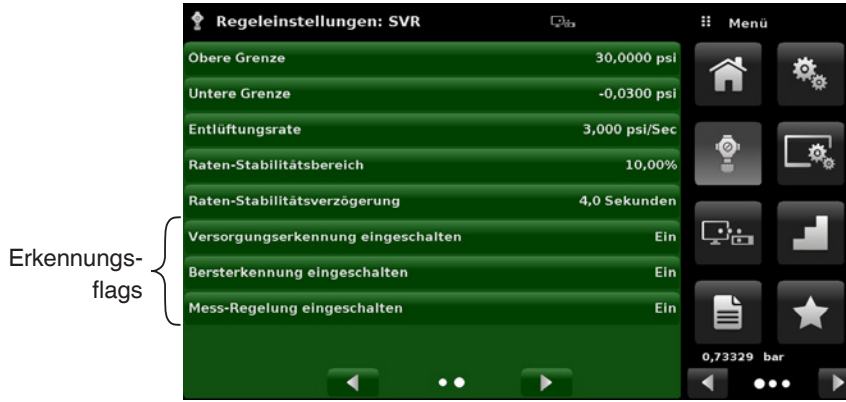 Regeleinstellungen: SVR
Menü
Obere Grenze 30,0000 psi
Untere Grenze -0,0300 psi
Entlüftungsrate 3,000 psi/Sec
Raten-Stabilitätsbereich 10,00%
Raten-Stabilitätsverzögerung 4,0 Sekunden
Versorgungserkennung eingeschalten Ein
Bersterkennung eingeschalten Ein
Mess-Regelung eingeschalten Ein
Erkennungs-
flags
0,73329 bar